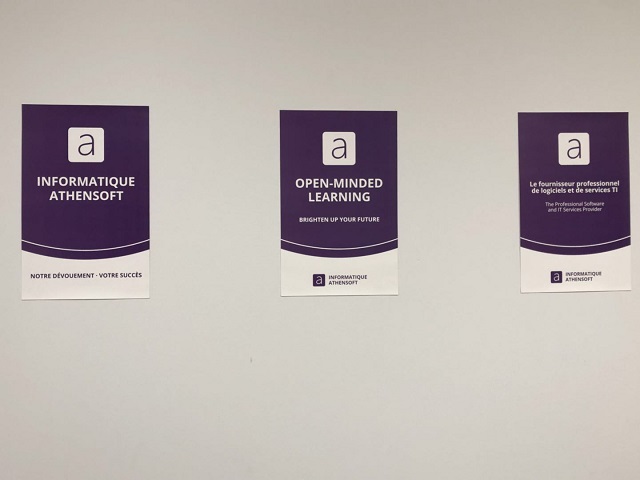 a
INFORMATIQUE
ATHENSOFT
NOTRE DÉVOUEMENT · VOTRE SUCCÈS
a
OPEN-MINDED
LEARNING
BRIGHTEN UP YOUR FUTURE
a INFORMATIQUE
ATHENSOFT
a
Le fournisseur professionnel
de logiciels et de services TI
The Professional Software
and IT Services Provider
a INFORMATIQUE
ATHENSOFT